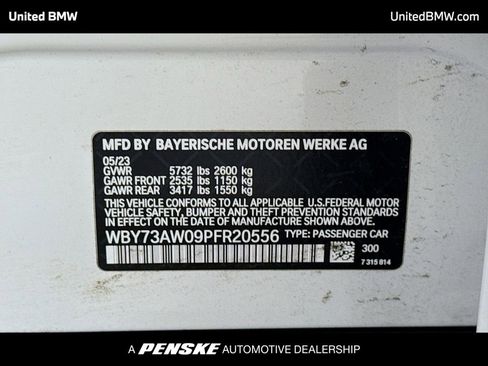 United BMW
UnitedBMW.com
MFD BY BAYERISCHE MOTOREN WERKE AG
05/23
GVWR 5732 lbs 2600 kg
GAWR FRONT 2535 lbs 1150 kg
GAWR REAR 3417 lbs 1550 kg
THIS VEHICLE CONFORMS TO ALL APPLICABLE U.S.FEDERAL MOTOR
VEHICLE SAFETY, BUMPER, AND THEFT PREVENTION STANDARDS
IN EFFECT ON THE DATE OF MANUFACTURE SHOWN ABOVE.
WBY73AW09PFR20556 TYPE: PASSENGER CAR
300
7 315 814
A PENSKE AUTOMOTIVE DEALERSHIP